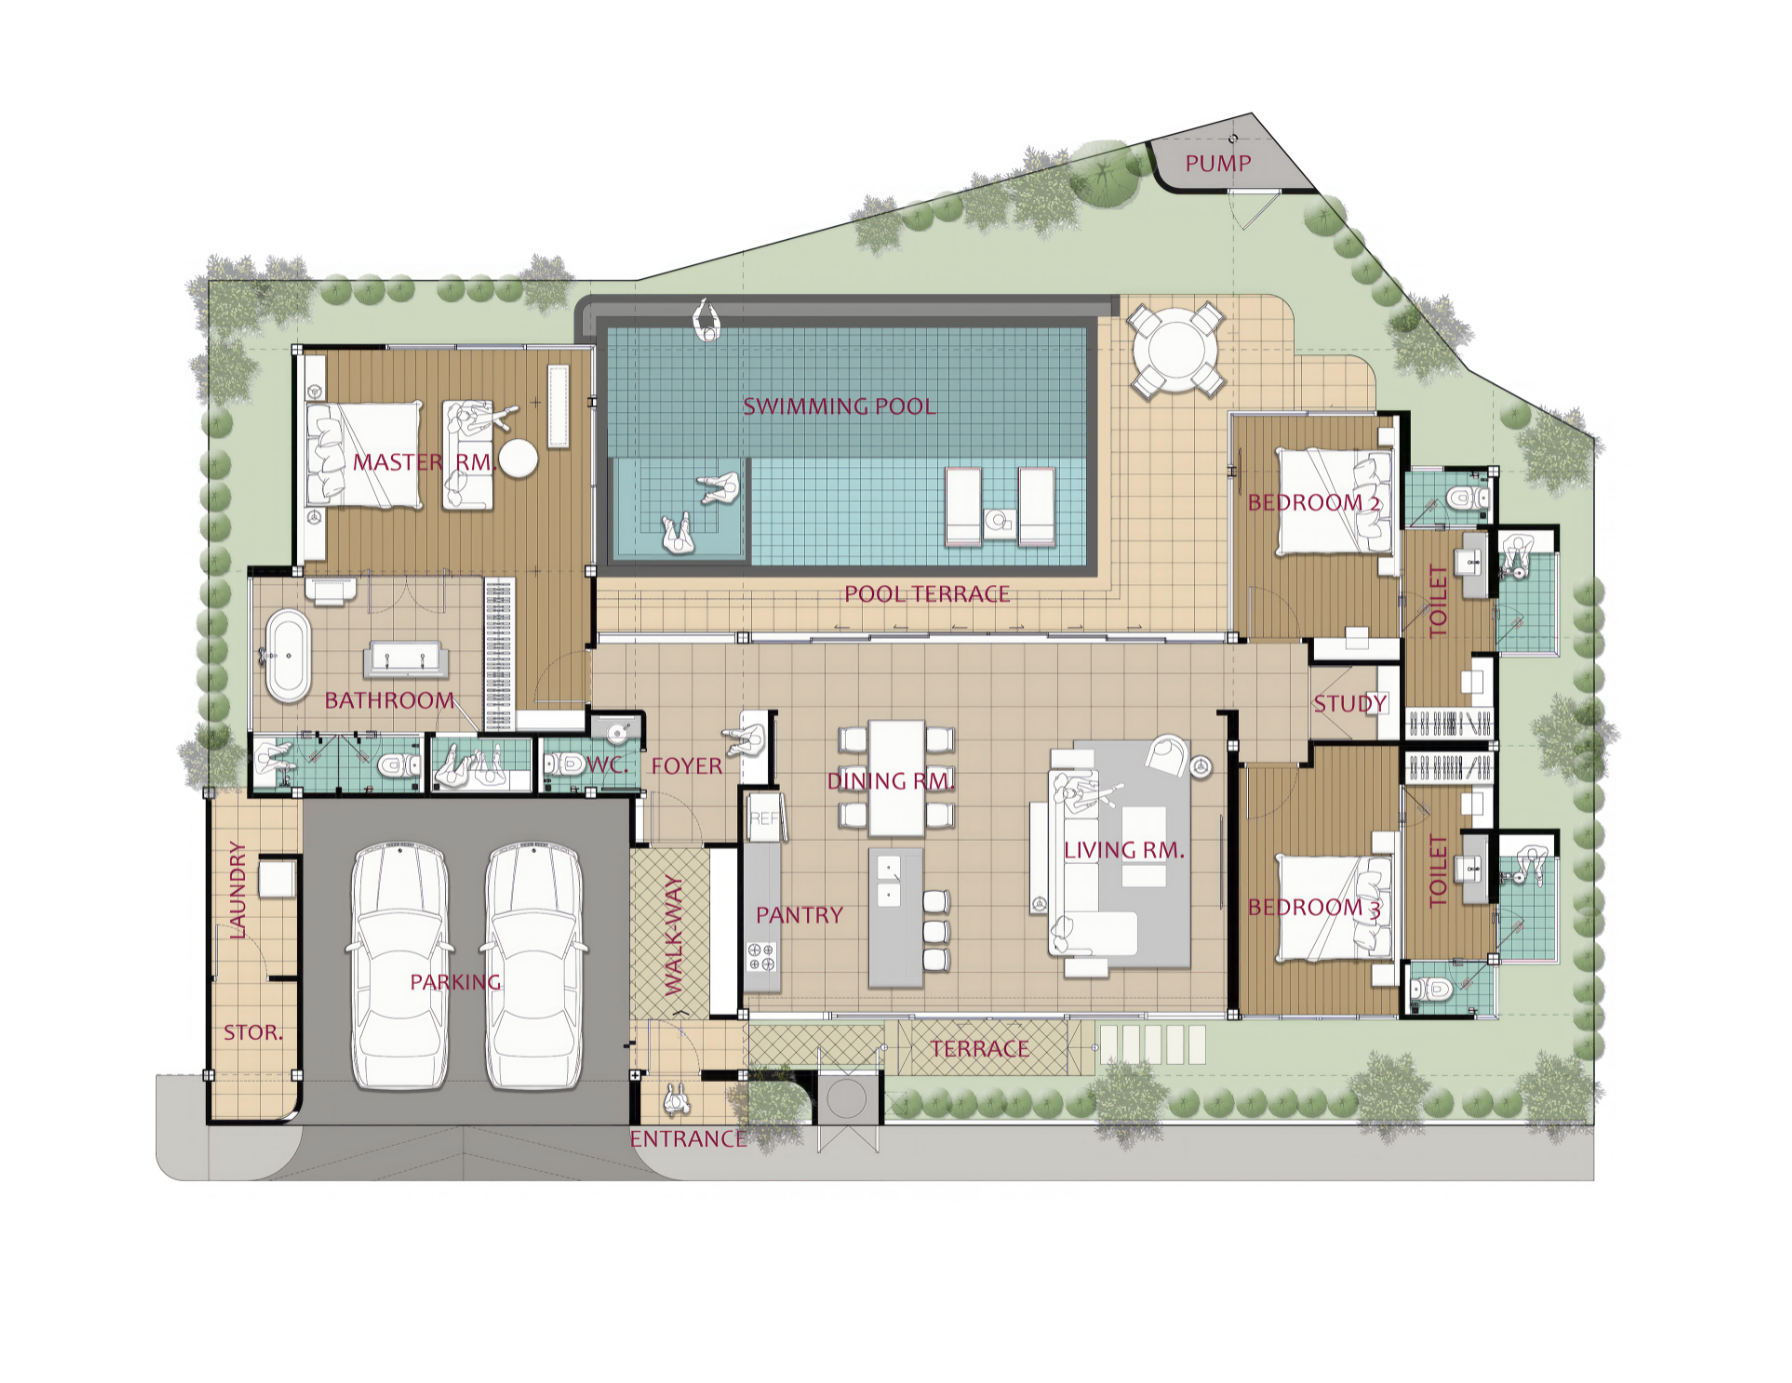 PUMP
SWIMMING POOL
MASTER RM.
BEDROOM 2
POOL TERRACE
TOILET
BATHROOM
STUDY
WC.
FOYER
DINING RM.
REF
LIVING RM.
LAUNDRY
TOILET
PANTRY
BEDROOM 3
WALK-WAY
PARKING
STOR.
TERRACE
ENTRANCE